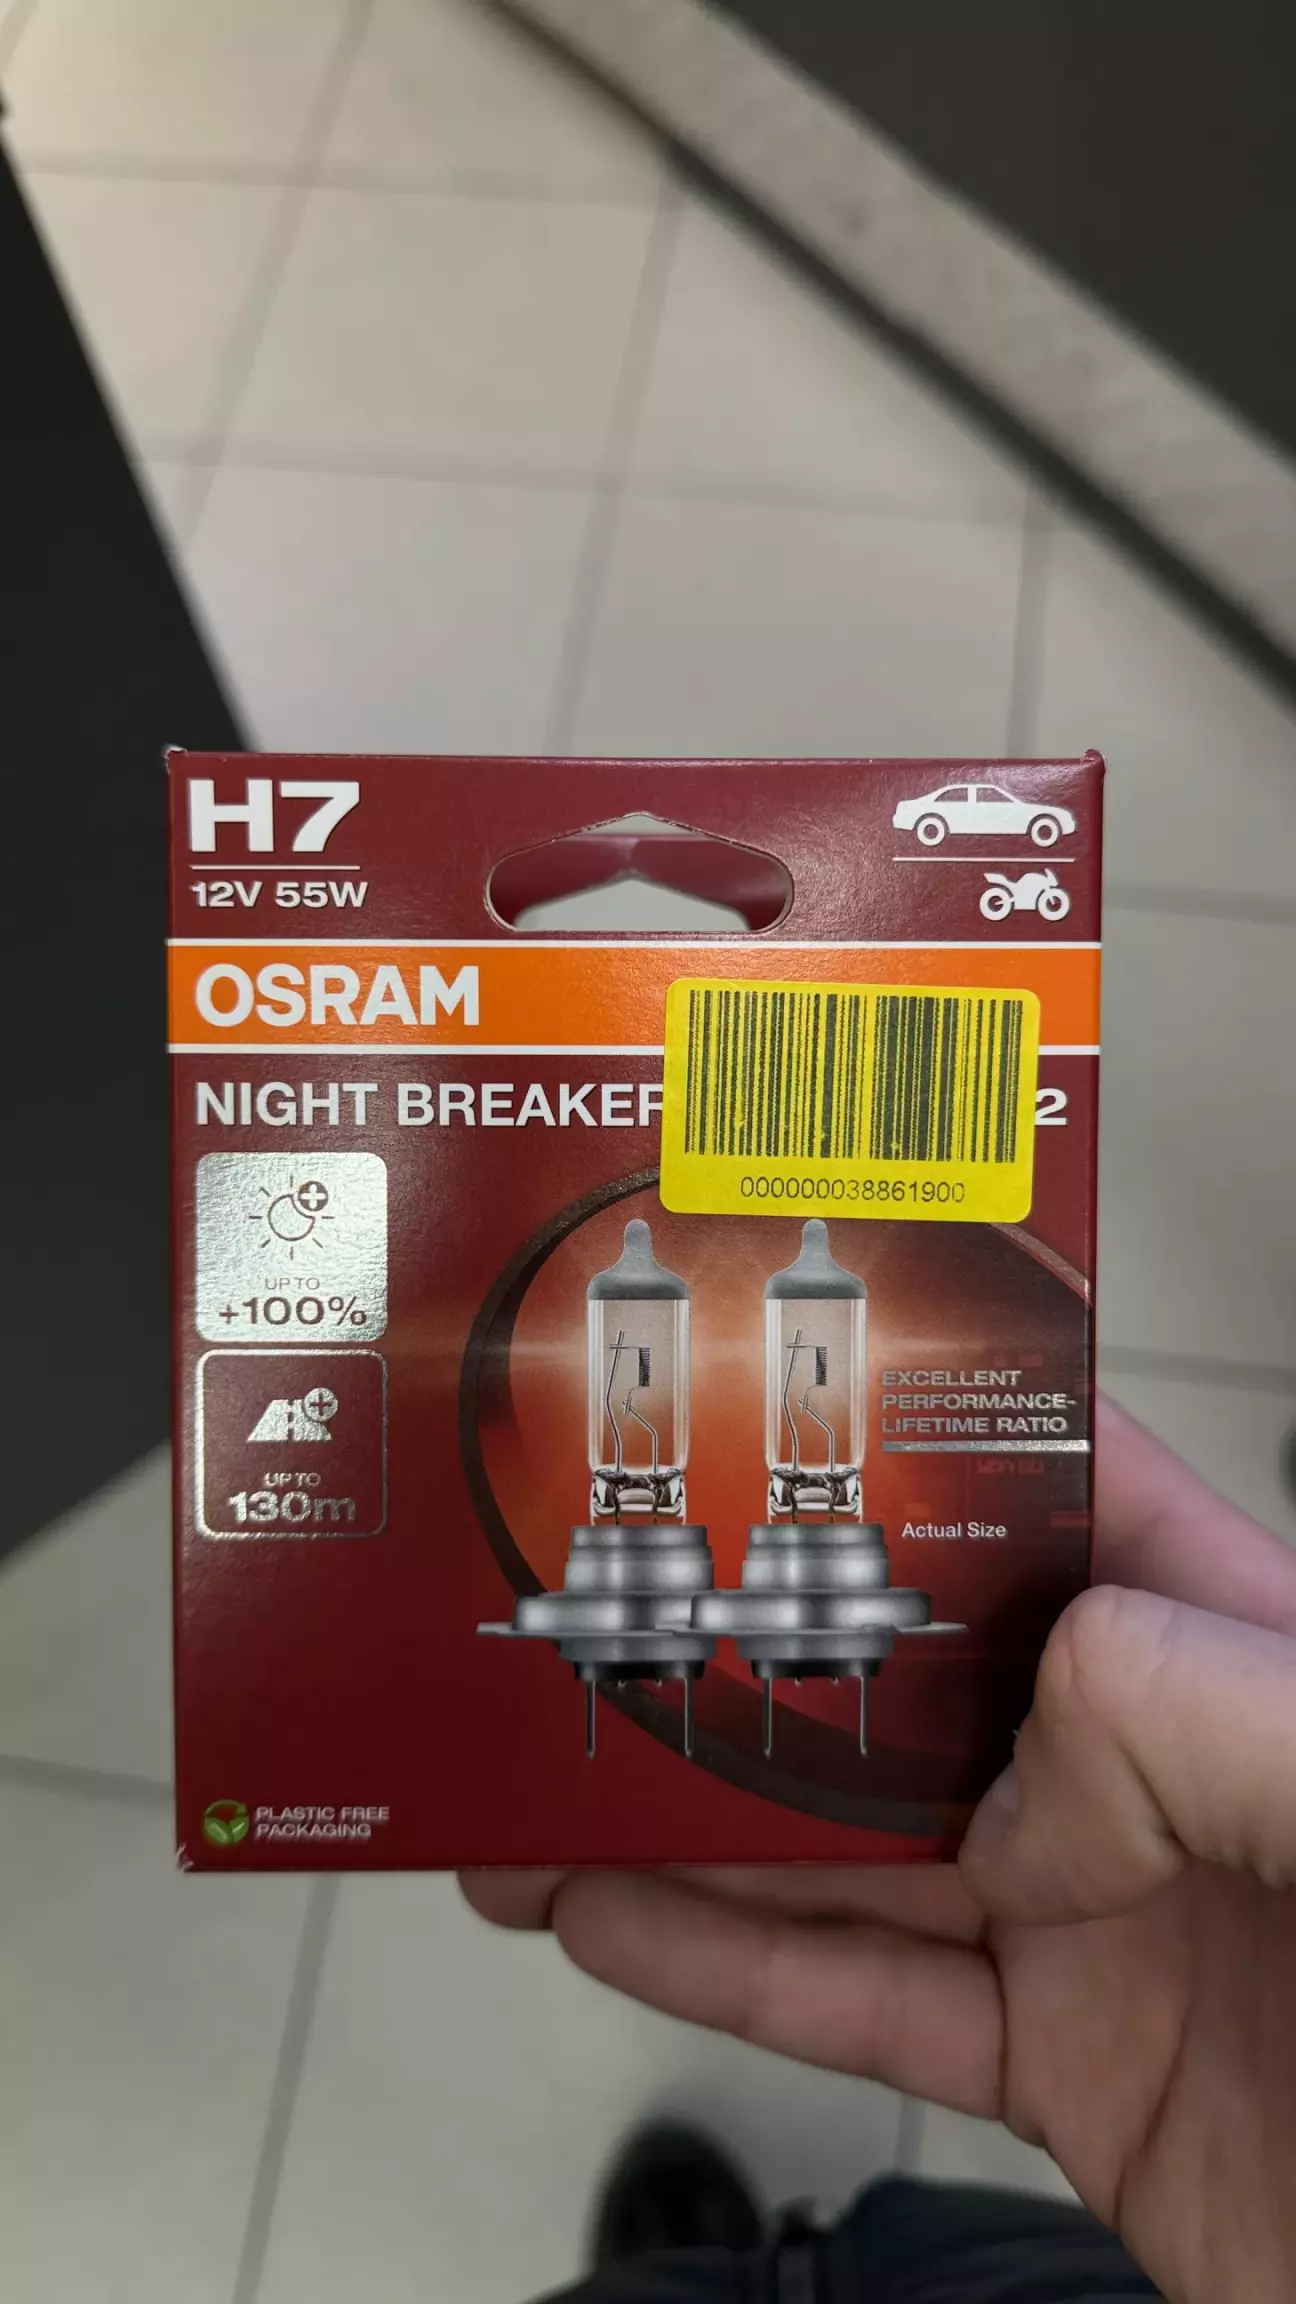 H7
12V 55W
OSRAM
000000038861900
NIGHT BREAKER 2
UP TO
+100%
UP TO
130m
EXCELLENT
PERFORMANCE-
LIFETIME RATIO
Actual Size
PLASTIC FREE
PACKAGING